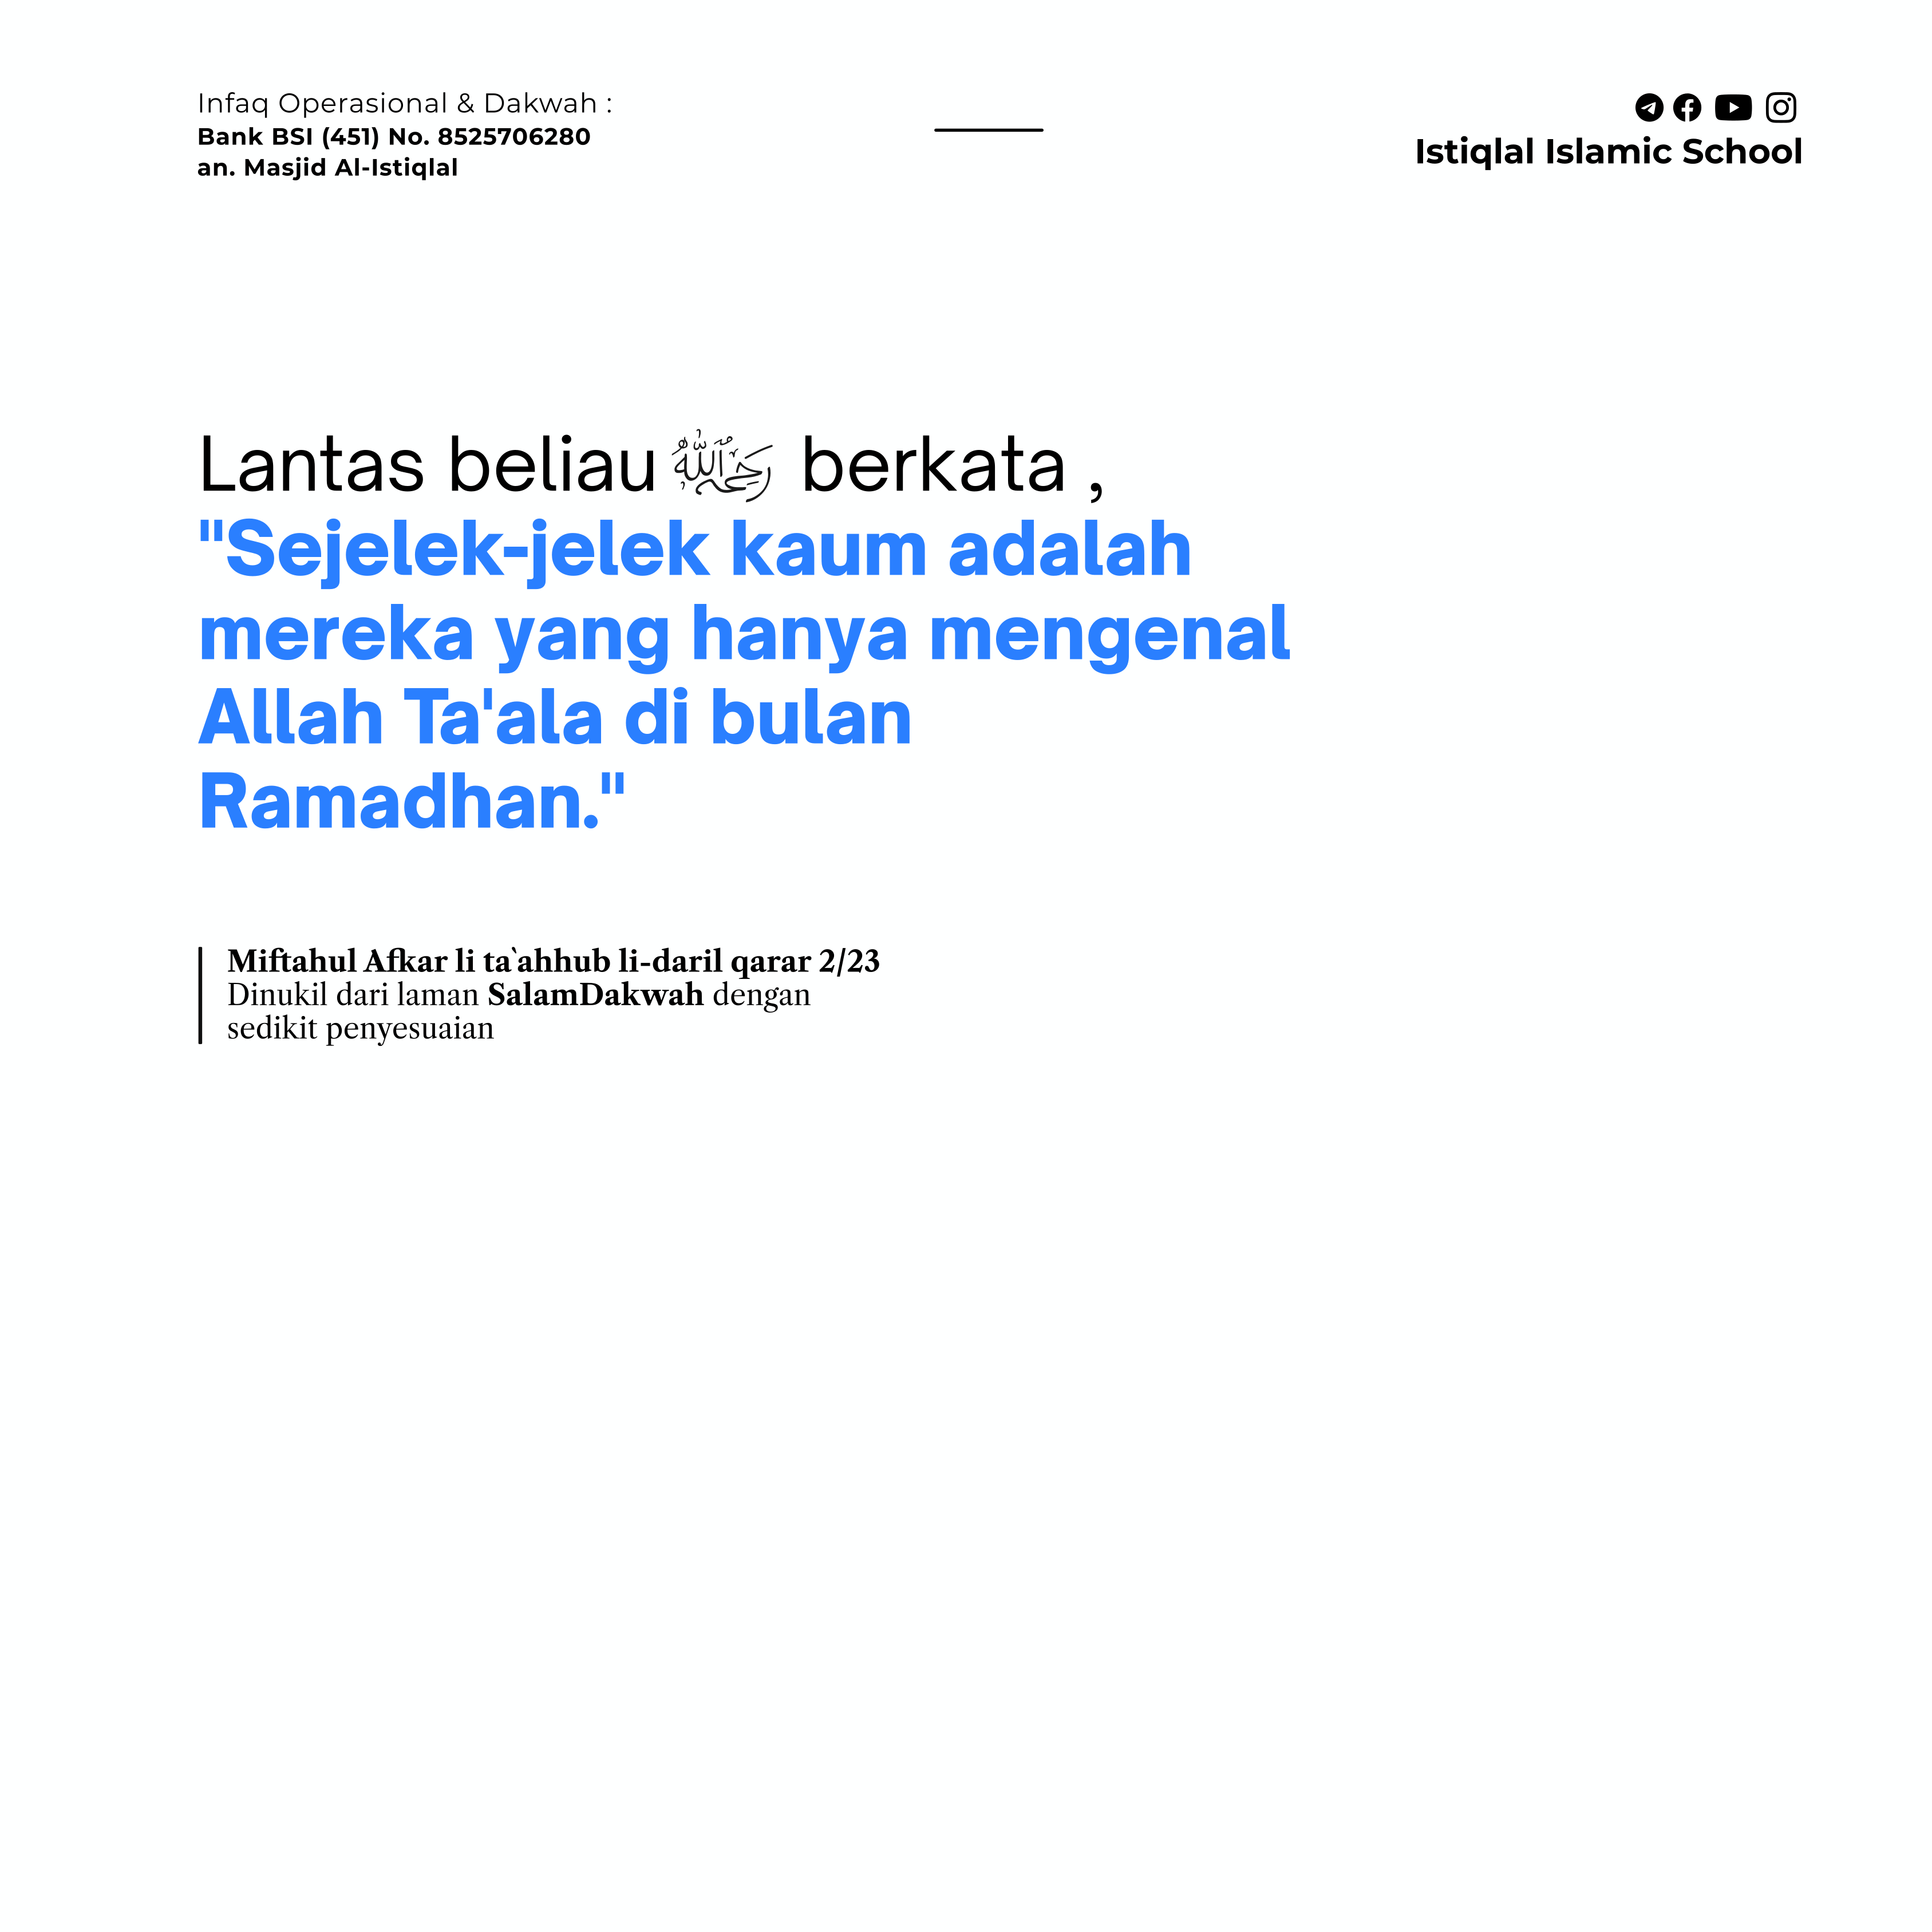 Infaq Operasional & Dakwah :
Bank BSI (451) No. 8525706280
an. Masjid Al-Istiqlal
Istiqlal Islamic School
Lantas beliau رَحِمَهُ اللَّهُ berkata ,
"Sejelek-jelek kaum adalah
mereka yang hanya mengenal
Allah Ta'ala di bulan
Ramadhan."
Miftahul Afkar li ta`ahhub li-daril qarar 2/23
Dinukil dari laman SalamDakwah dengan
sedikit penyesuaian